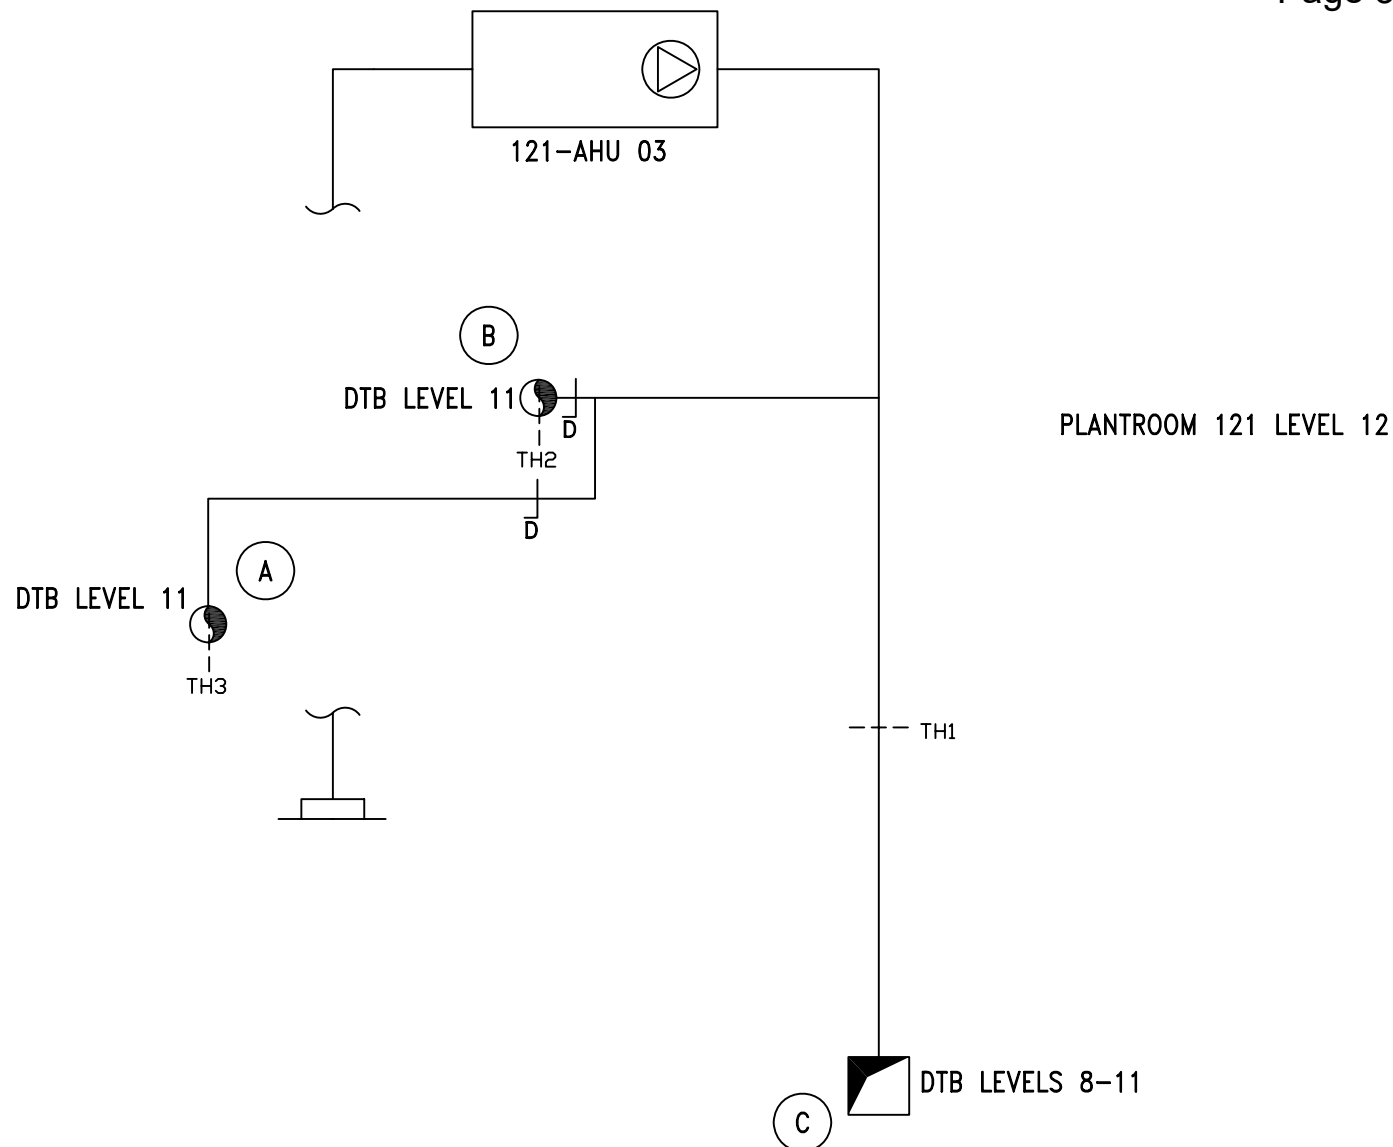 Page
121-AHU 03
B
DTB LEVEL 11
D
TH2
PLANTROOM 121 LEVEL 12
D
A
DTB LEVEL 11
TH3
TH1
DTB LEVELS 8-11
C